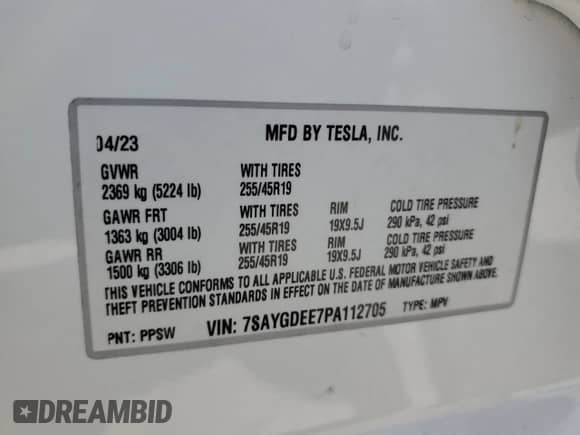 04/23 MFD BY TESLA, INC.
GVWR WITH TIRES
2369 kg (5224 lb) 255/45R19
GAWR FRT WITH TIRES RIM COLD TIRE PRESSURE
1363 kg (3004 lb) 255/45R19 19X9.5J 290 kPa, 42 psi
GAWR RR WITH TIRES RIM COLD TIRE PRESSURE
1500 kg (3306 lb) 255/45R19 19X9.5J 290 kPa, 42 psi
THIS VEHICLE CONFORMS TO ALL APPLICABLE U.S. FEDERAL MOTOR VEHICLE SAFETY AND
THEFT PREVENTION STANDARDS IN EFFECT ON THE DATE OF MANUFACTURE SHOWN ABOVE.
PNT: PPSW VIN: 7SAYGDEE7PA112705 TYPE: MPV
DREAMBID